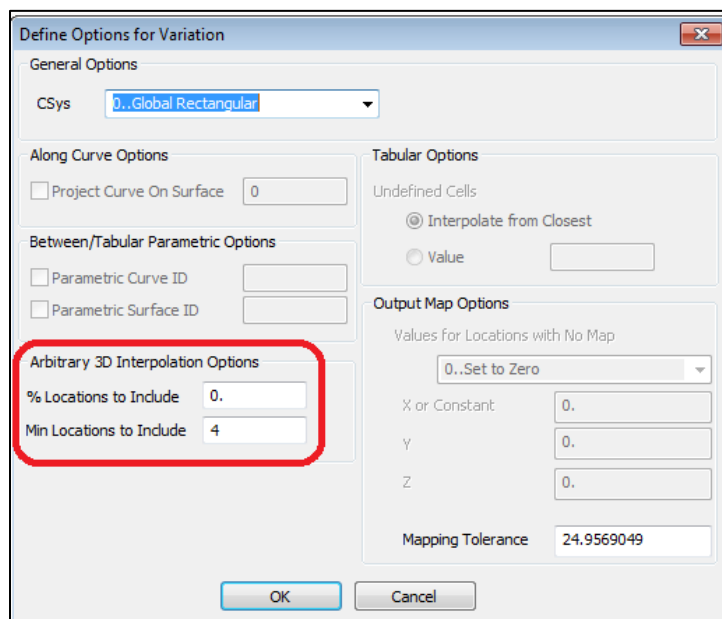 Define Options for Variation
General Options
CSys
0..Global Rectangular
Along Curve Options
Project Curve On Surface
0
Between/Tabular Parametric Options
Parametric Curve ID
Parametric Surface ID
Arbitrary 3D Interpolation Options
% Locations to Include
0.
Min Locations to Include
4
Tabular Options
Undefined Cells
Interpolate from Closest
Value
Output Map Options
Values for Locations with No Map
0..Set to Zero
X or Constant
0.
Y
0.
Z
0.
Mapping Tolerance
24.9569049
OK
Cancel